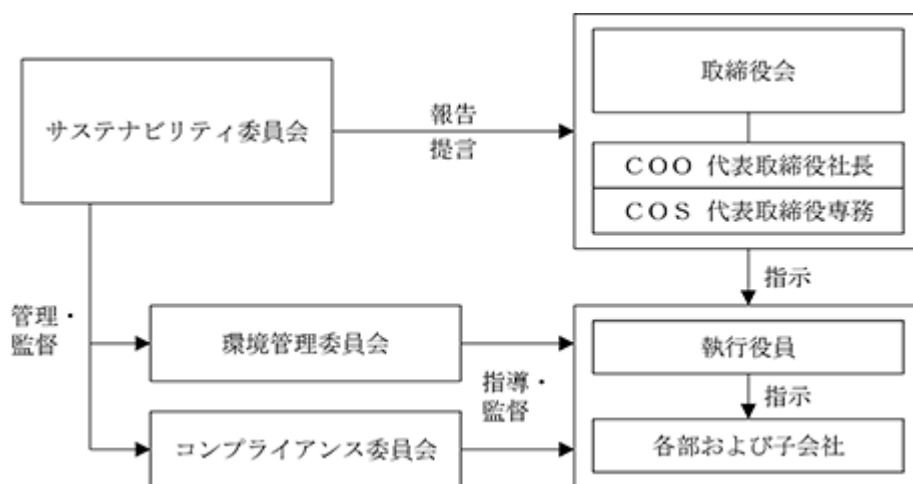 サステナビリティ委員会
報告
提言
取締役会
ＣＯＯ 代表取締役社長
ＣＯＳ 代表取締役専務
指示
管理・
監督
環境管理委員会
コンプライアンス委員会
指導・
監督
執行役員
指示
各部および子会社